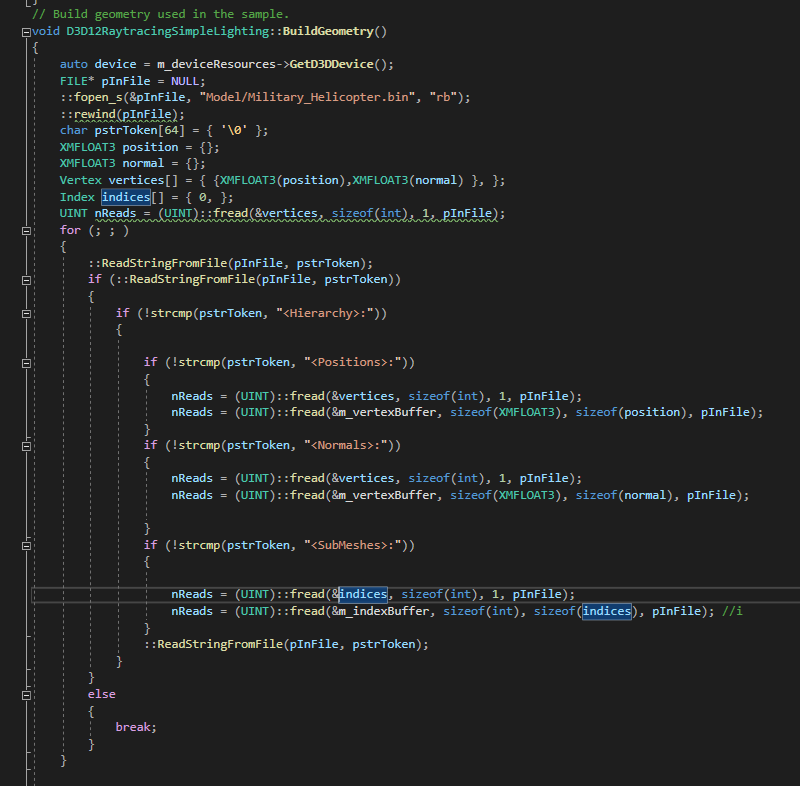 // Build geometry used in the sample.
void D3D12RaytracingSimpleLighting::BuildGeometry()
{
    auto device = m_deviceResources->GetD3DDevice();
    FILE* pInFile = NULL;
    ::fopen_s(&pInFile, "Model/Military_Helicopter.bin", "rb");
    ::rewind(pInFile);
    char pstrToken[64] = { '\0' };
    XMFLOAT3 position = {};
    XMFLOAT3 normal = {};
    Vertex vertices[] = { {XMFLOAT3(position),XMFLOAT3(normal) }, };
    Index indices[] = { 0, };
    UINT nReads = (UINT)::fread(&vertices, sizeof(int), 1, pInFile);
    for (; ; )
    {
        ::ReadStringFromFile(pInFile, pstrToken);
        if (::ReadStringFromFile(pInFile, pstrToken))
        {
            if (!strcmp(pstrToken, "<Hierarchy>:"))
            {
                if (!strcmp(pstrToken, "<Positions>:"))
                {
                    nReads = (UINT)::fread(&vertices, sizeof(int), 1, pInFile);
                    nReads = (UINT)::fread(&m_vertexBuffer, sizeof(XMFLOAT3), sizeof(position), pInFile);
                }
                if (!strcmp(pstrToken, "<Normals>:"))
                {
                    nReads = (UINT)::fread(&vertices, sizeof(int), 1, pInFile);
                    nReads = (UINT)::fread(&m_vertexBuffer, sizeof(XMFLOAT3), sizeof(normal), pInFile);
                }
                if (!strcmp(pstrToken, "<SubMeshes>:"))
                {
                    nReads = (UINT)::fread(&indices, sizeof(int), 1, pInFile);
                    nReads = (UINT)::fread(&m_indexBuffer, sizeof(int), sizeof(indices), pInFile); //i
                }
                ::ReadStringFromFile(pInFile, pstrToken);
            }
        }
        else
        {
            break;
        }
    }